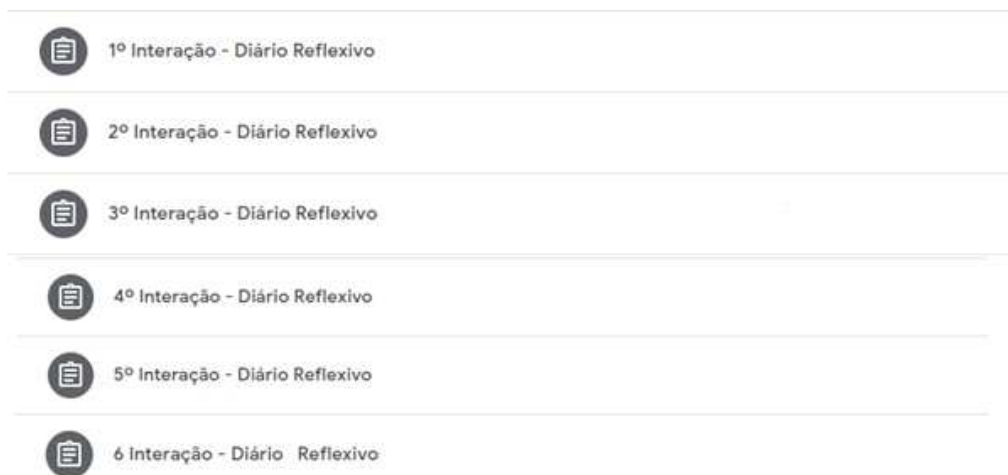 1º Interação - Diário Reflexivo
2º Interação - Diário Reflexivo
3º Interação - Diário Reflexivo
4º Interação - Diário Reflexivo
5º Interação - Diário Reflexivo
6 Interação - Diário Reflexivo